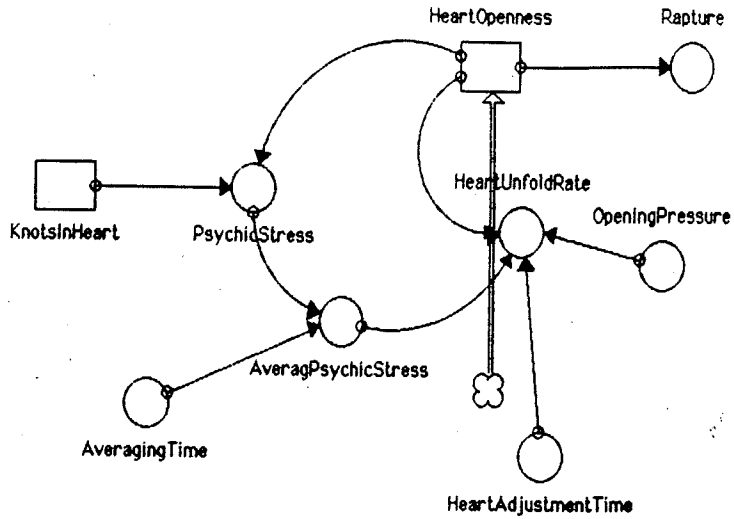 HeartOpenness
Rapture
HeartUnfoldRate
OpeningPressure
KnotsInHeart
PsychicStress
AveragPsychicStress
AveragingTime
HeartAdjustmentTime